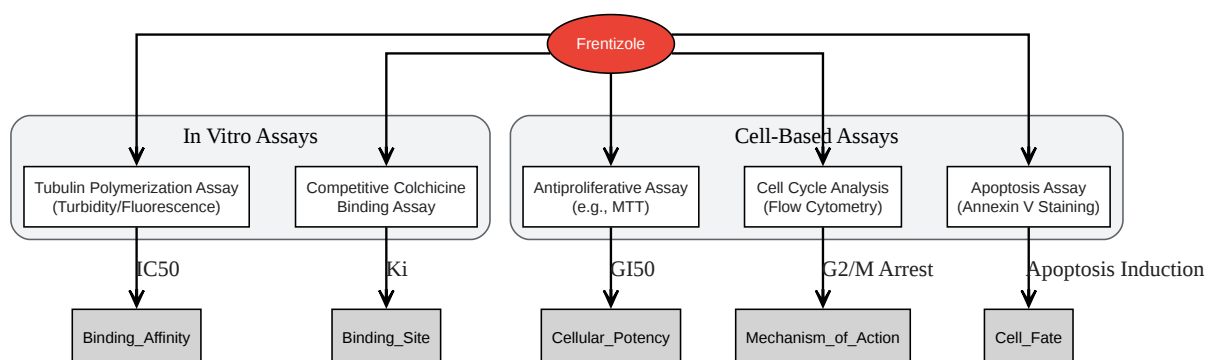 Frentizole
In Vitro Assays
Cell-Based Assays
Tubulin Polymerization Assay
(Turbidity/Fluorescence)
Competitive Colchicine
Binding Assay
Antiproliferative Assay
(e.g., MTT)
Cell Cycle Analysis
(Flow Cytometry)
Apoptosis Assay
(Annexin V Staining)
IC50
Ki
GI50
G2/M Arrest
Apoptosis Induction
Binding_Affinity
Binding_Site
Cellular_Potency
Mechanism_of_Action
Cell_Fate